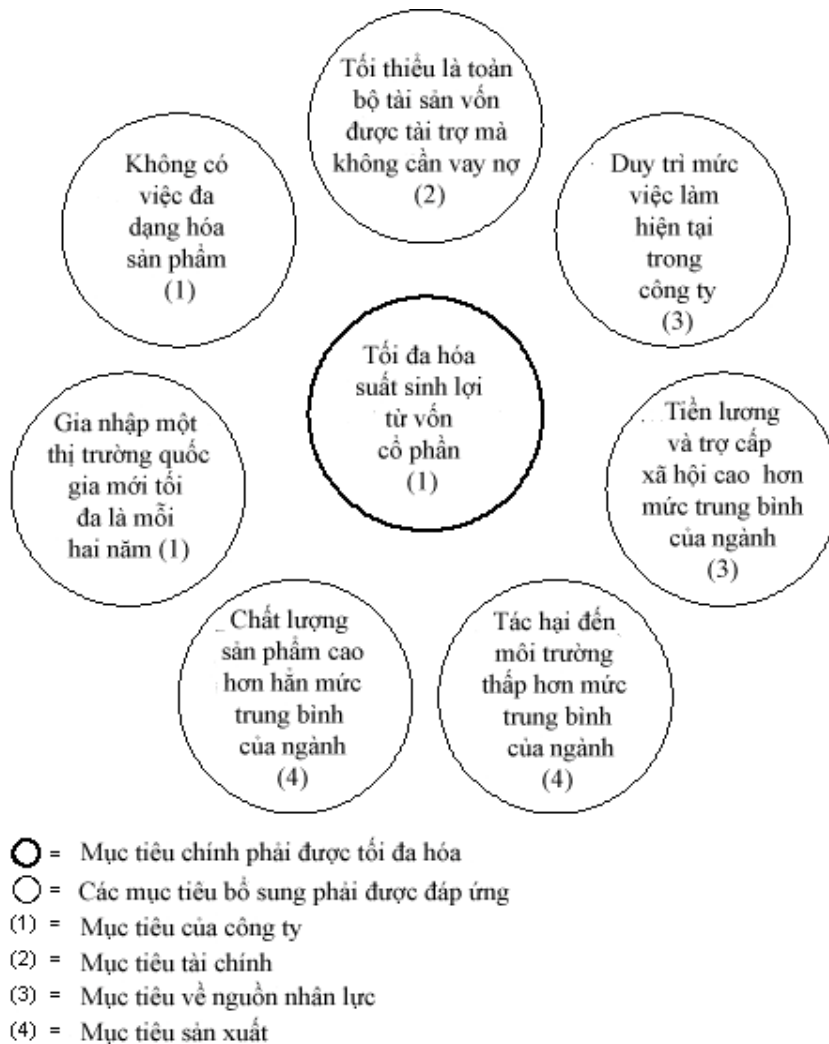 Tối thiểu là toàn
bộ tài sản vốn
được tài trợ mà
không cần vay nợ
(2)
Không có
việc đa
dạng hóa
sản phẩm
(1)
Duy trì mức
việc làm
hiện tại
trong
công ty
(3)
Tối đa hóa
suất sinh lợi
từ vốn
cổ phần
(1)
Gia nhập một
thị trường quốc
gia mới tối
đa là mỗi
hai năm (1)
Tiền lương
và trợ cấp
xã hội cao hơn
mức trung bình
của ngành
(3)
Chất lượng
sản phẩm cao
hơn hẳn mức
trung bình
của ngành
(4)
Tác hại đến
môi trường
thấp hơn mức
trung bình
của ngành
(4)
= Mục tiêu chính phải được tối đa hóa
= Các mục tiêu bổ sung phải được đáp ứng
(1) = Mục tiêu của công ty
(2) = Mục tiêu tài chính
(3) = Mục tiêu về nguồn nhân lực
(4) = Mục tiêu sản xuất